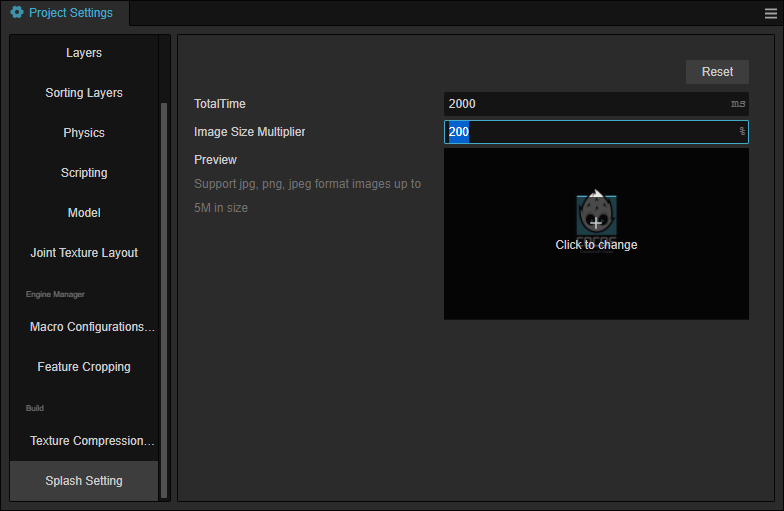 Project Settings
Layers
Sorting Layers
Physics
Scripting
Model
Joint Texture Layout
Engine Manager
Macro Configurations...
Feature Cropping
Build
Texture Compression...
Splash Setting
Reset
TotalTime
2000 ms
Image Size Multiplier
200 %
Preview
Support jpg, png, jpeg format images up to
5M in size
Click to change